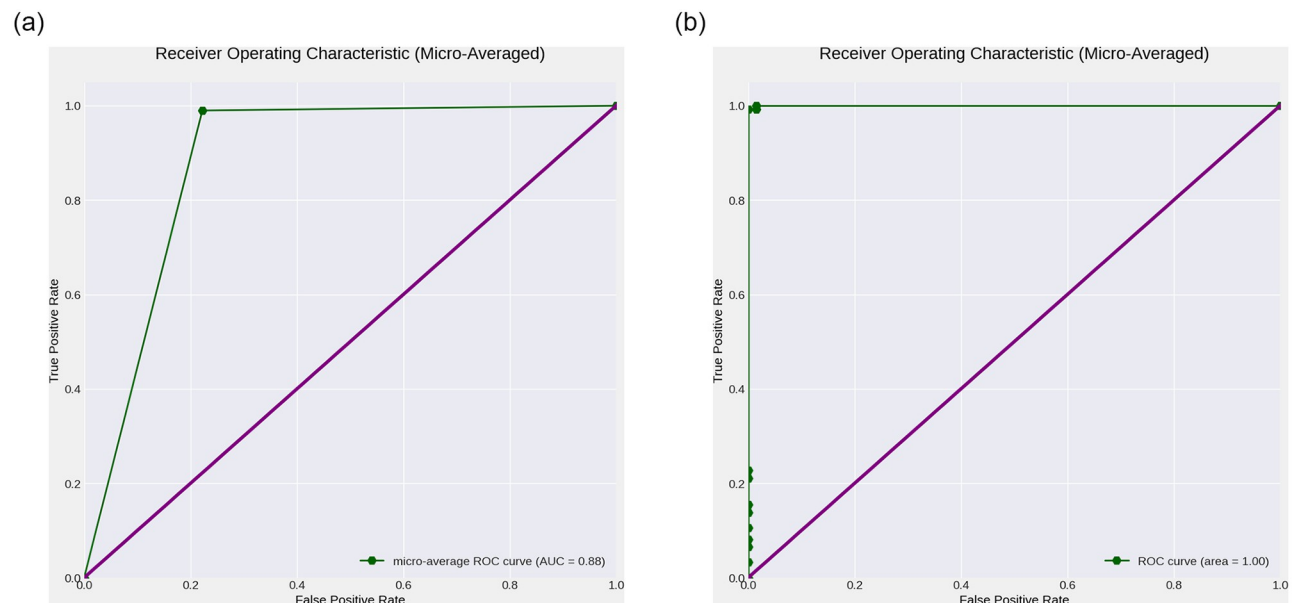 (a)
Receiver Operating Characteristic (Micro-Averaged)
True Positive Rate
1.0
0.8
0.6
0.4
0.2
0.0
micro-average ROC curve (AUC = 0.88)
0.0 0.2 0.4 0.6 0.8 1.0
False Positive Rate
(b)
Receiver Operating Characteristic (Micro-Averaged)
True Positive Rate
1.0
0.8
0.6
0.4
0.2
0.0
ROC curve (area = 1.00)
0.0 0.2 0.4 0.6 0.8 1.0
False Positive Rate